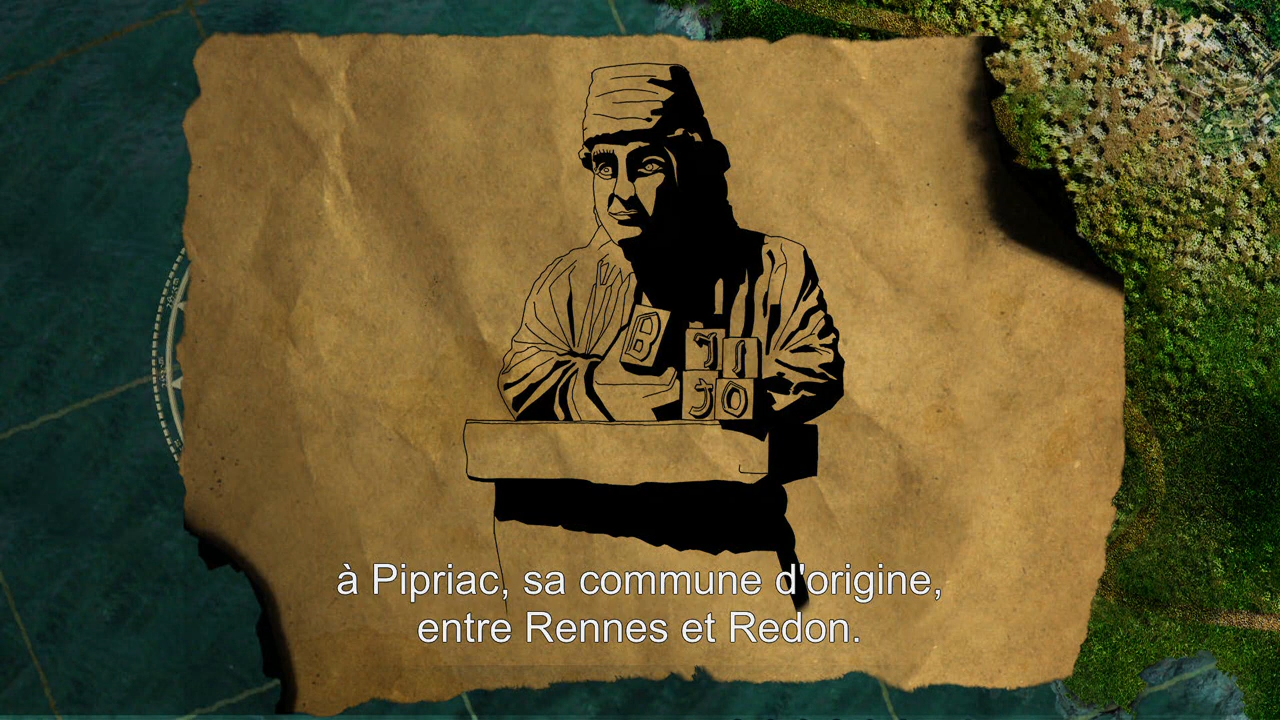 B
J I
J O
à Pipriac, sa commune d'origine,
entre Rennes et Redon.